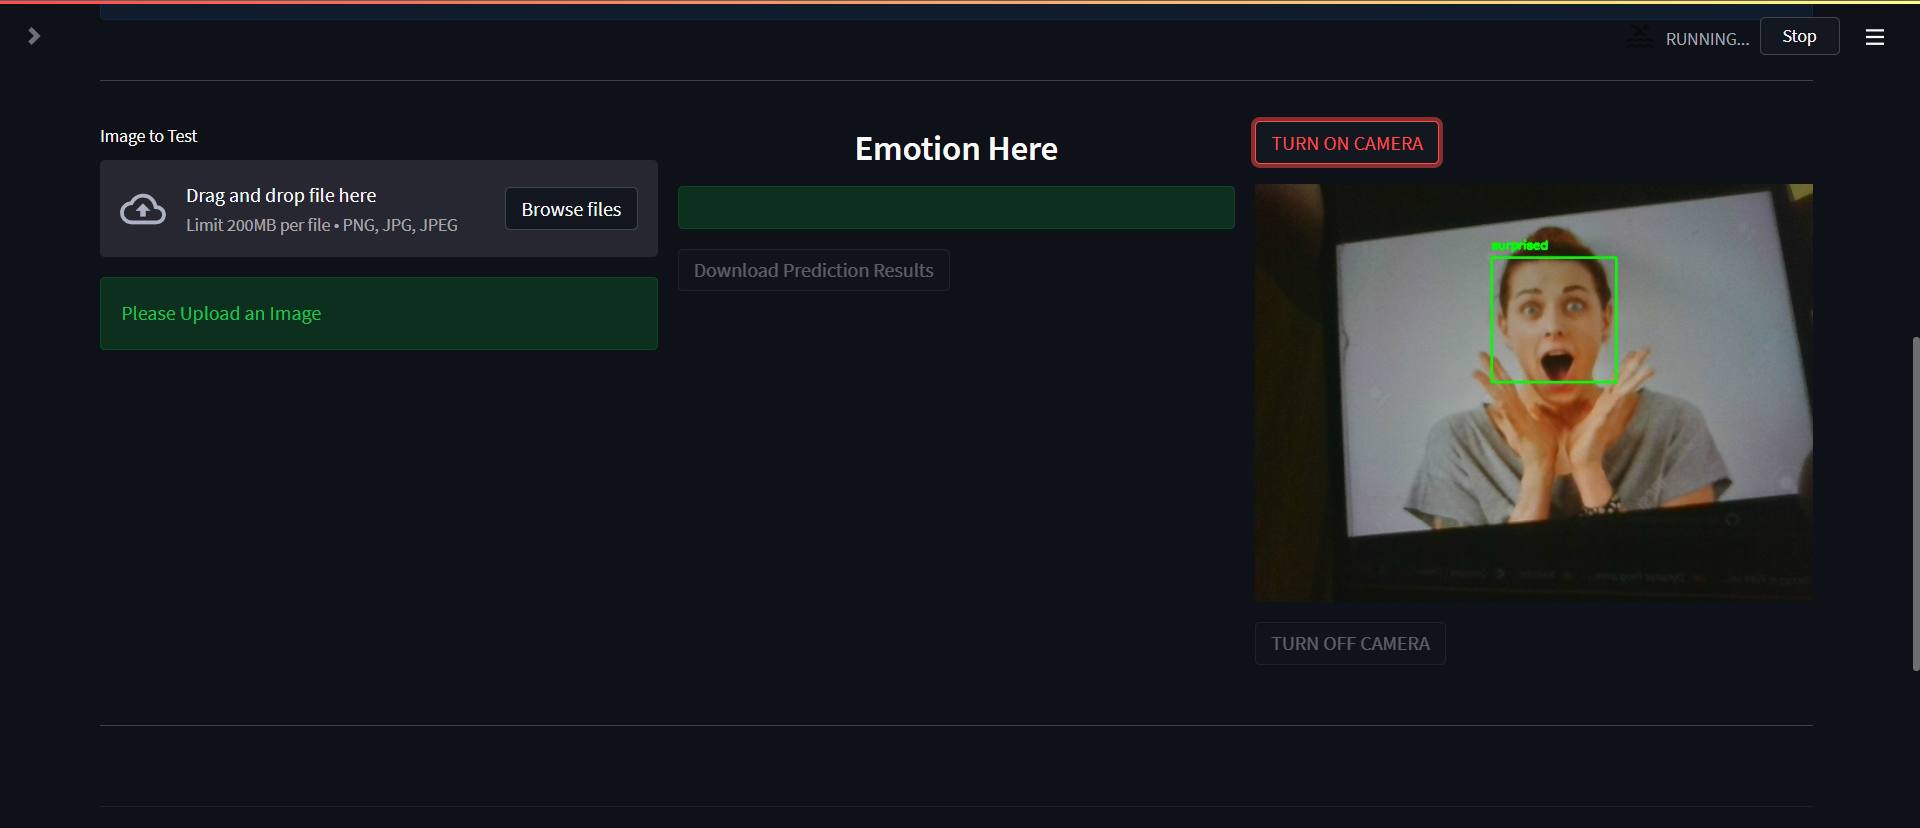 RUNNING...
Stop
Image to Test
Drag and drop file here
Limit 200MB per file • PNG, JPG, JPEG
Browse files
Please Upload an Image
Emotion Here
Download Prediction Results
TURN ON CAMERA
surprised
TURN OFF CAMERA